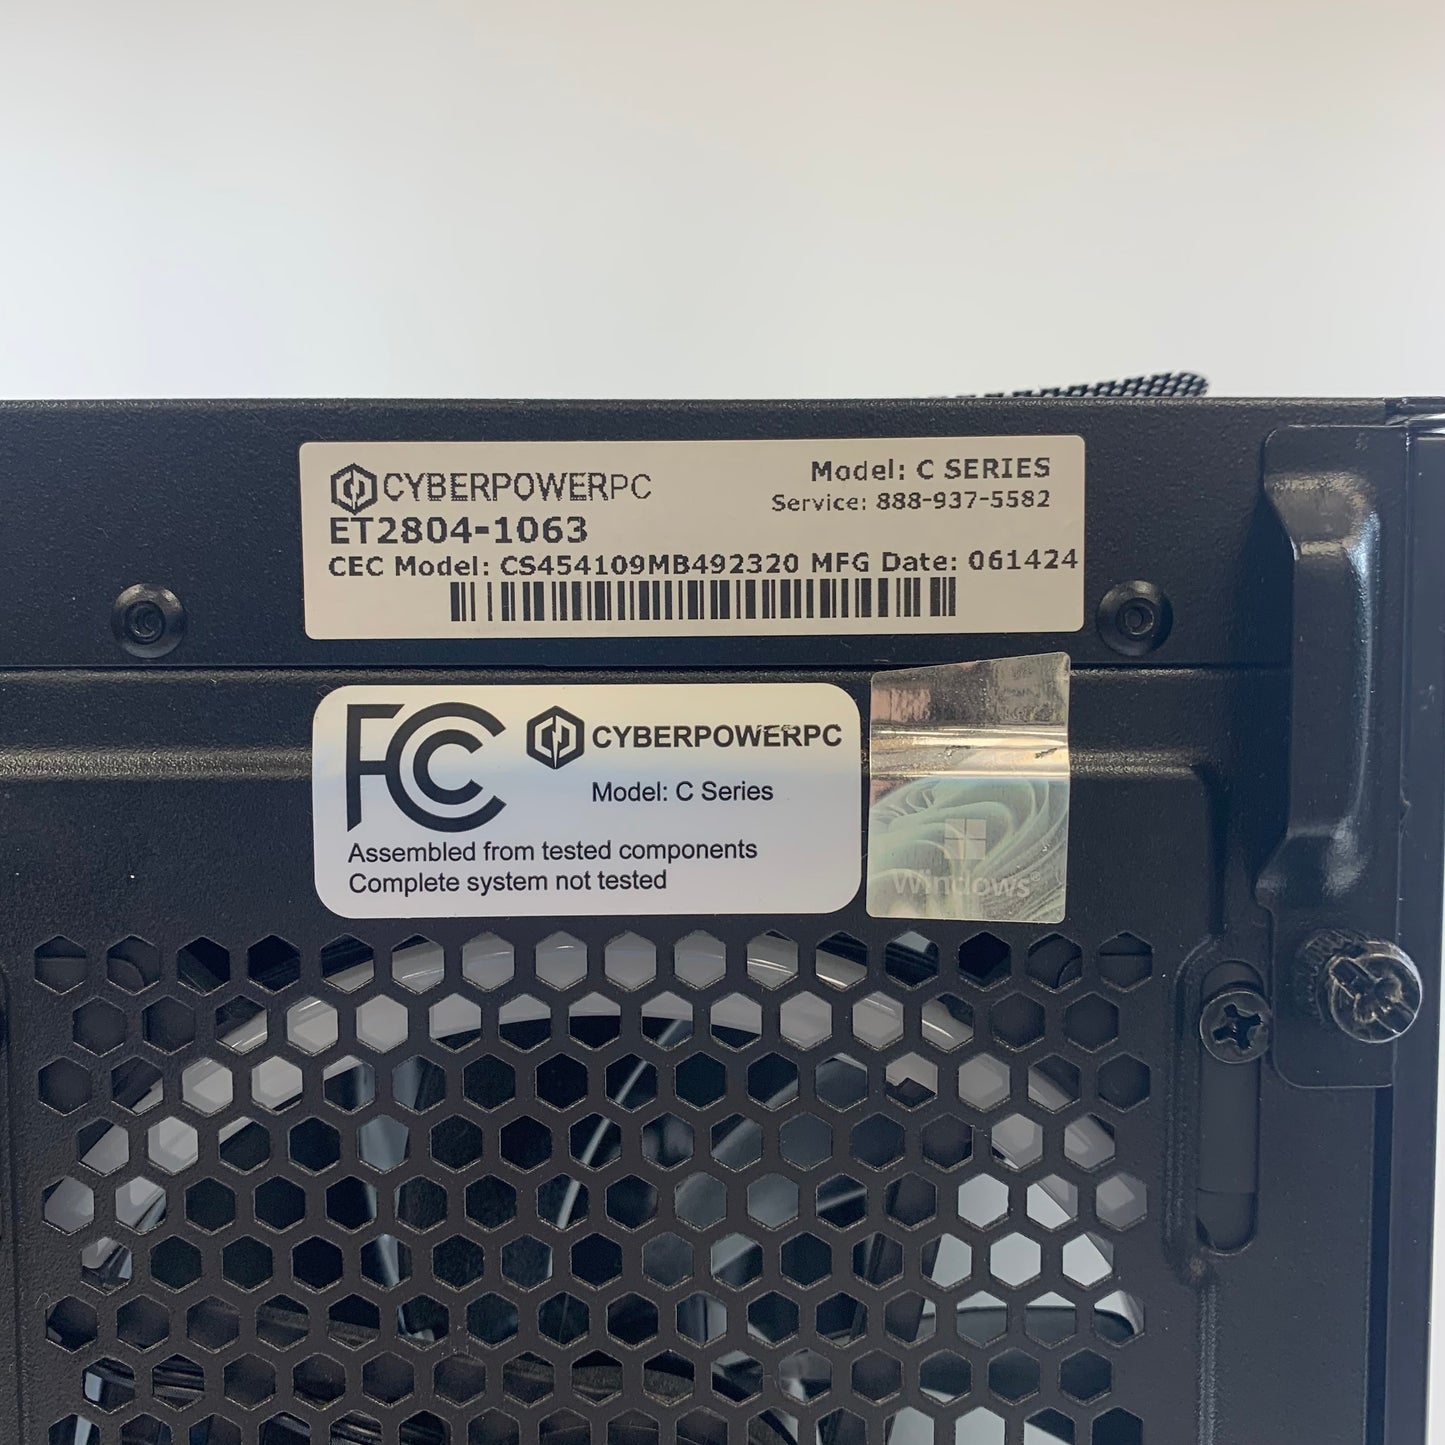 CYBERPOWERPC
Model: C SERIES
Service: 888-937-5582
ET2804-1063
CEC Model: CS454109MB492320 MFG Date: 061424
FC CYBERPOWERPC
Model: C Series
Assembled from tested components
Complete system not tested
Windows®